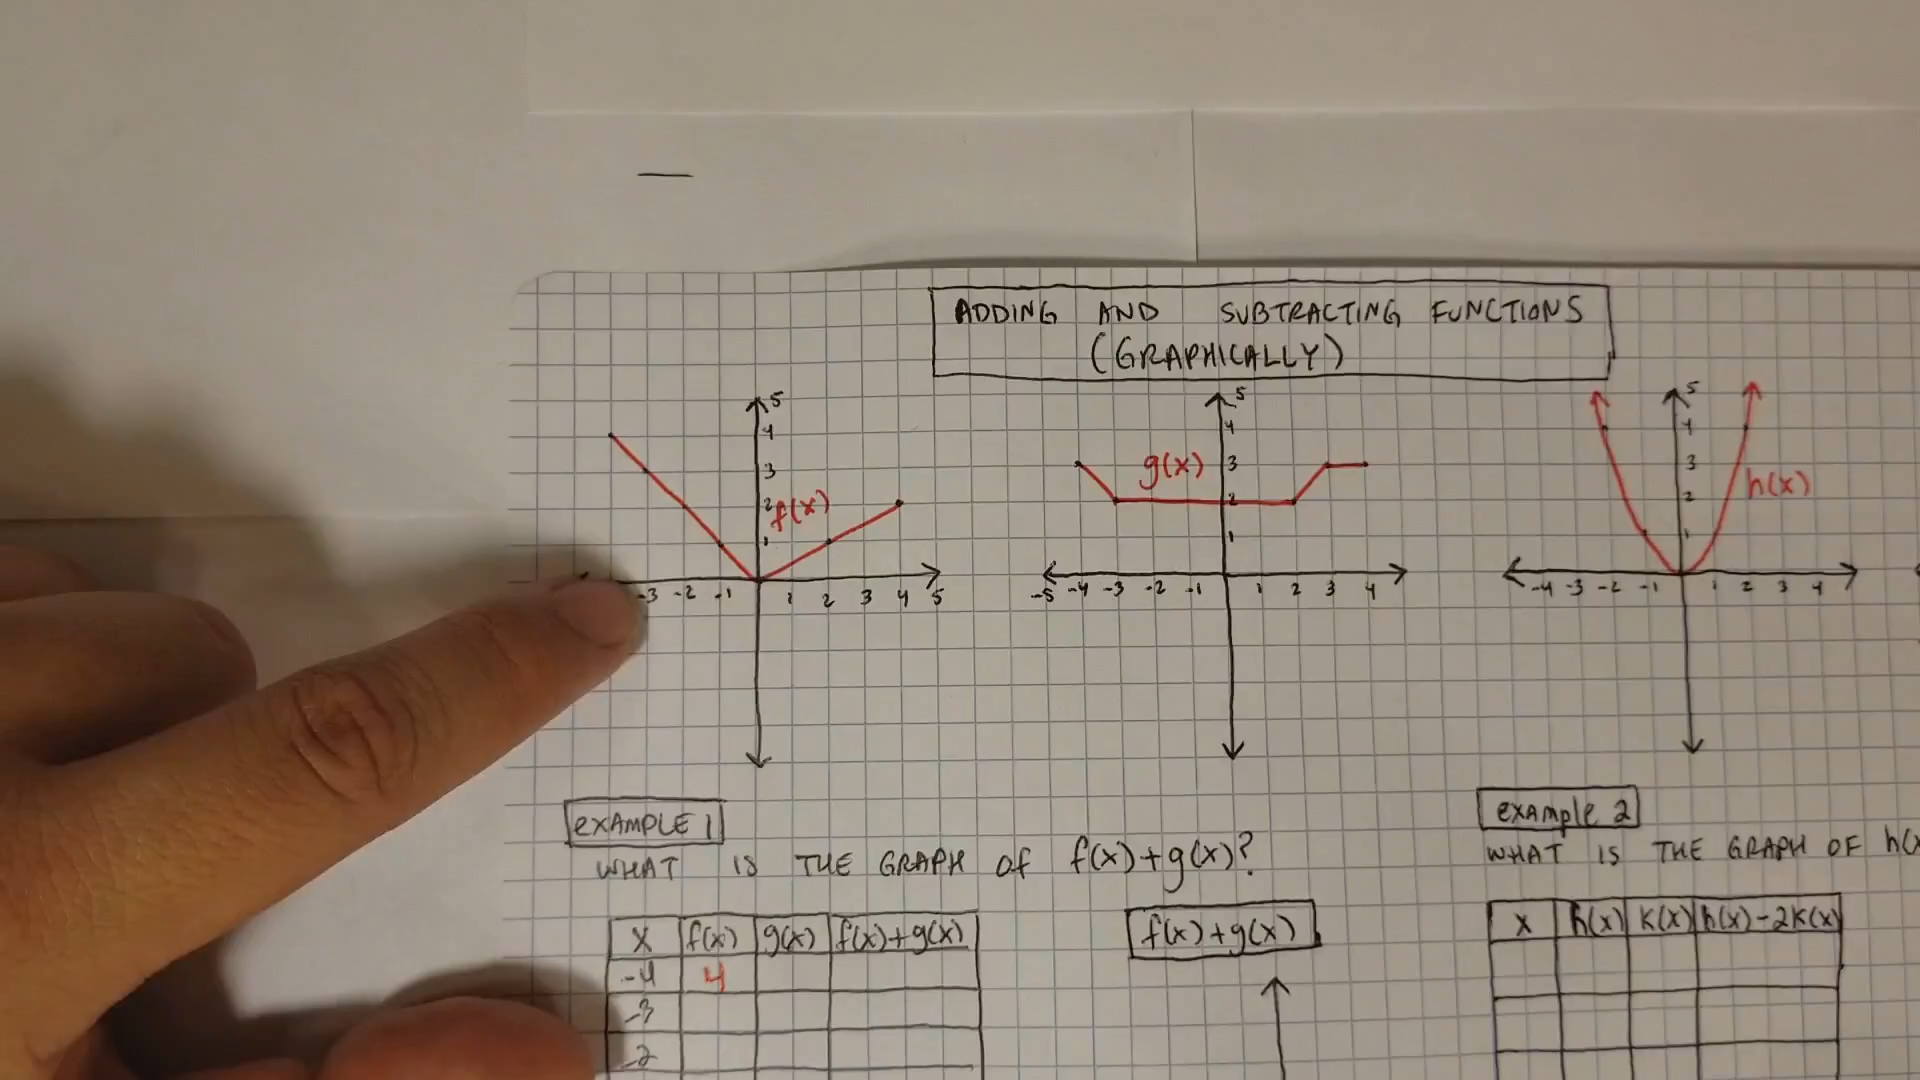 ADDING AND SUBTRACTING FUNCTIONS
(GRAPHICALLY)
5
4
3
2
1
f(x)
-3 -2 -1 1 2 3 4 5
5
4
3
2
1
g(x)
-5 -4 -3 -2 -1 1 2 3 4
5
4
3
2
1
h(x)
-4 -3 -2 -1 1 2 3 4
EXAMPLE 1
WHAT IS THE GRAPH OF f(x)+g(x)?
x f(x) g(x) f(x)+g(x)
-4 4
-3
-2
f(x)+g(x)
example 2
WHAT IS THE GRAPH OF
x h(x) K(x) h(x)-2K(x)